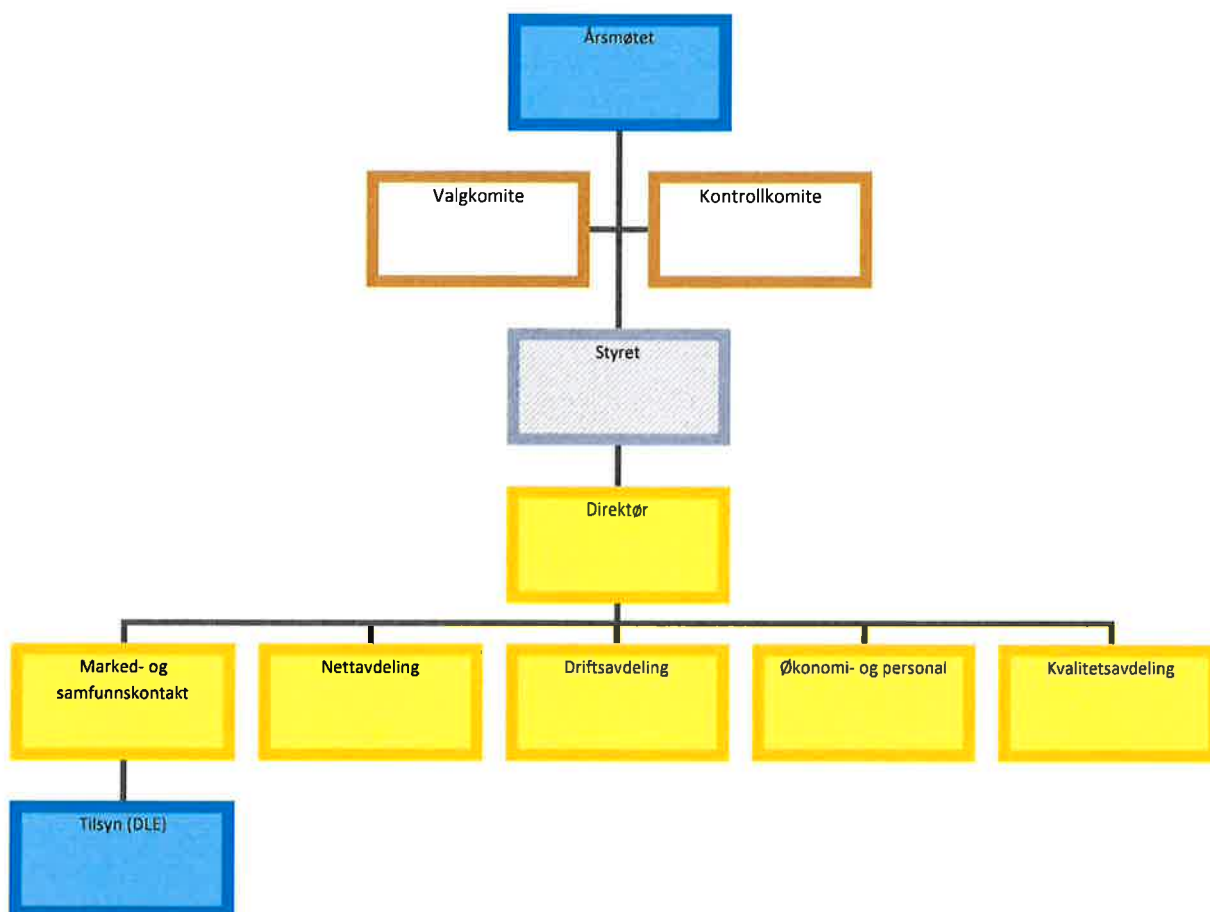 Årsmøtet
Valgkomite
Kontrollkomite
Styret
Direktør
Marked- og
samfunnskontakt
Nettavdeling
Driftsavdeling
Økonomi- og personal
Kvalitetsavdeling
Tilsyn (DLE)